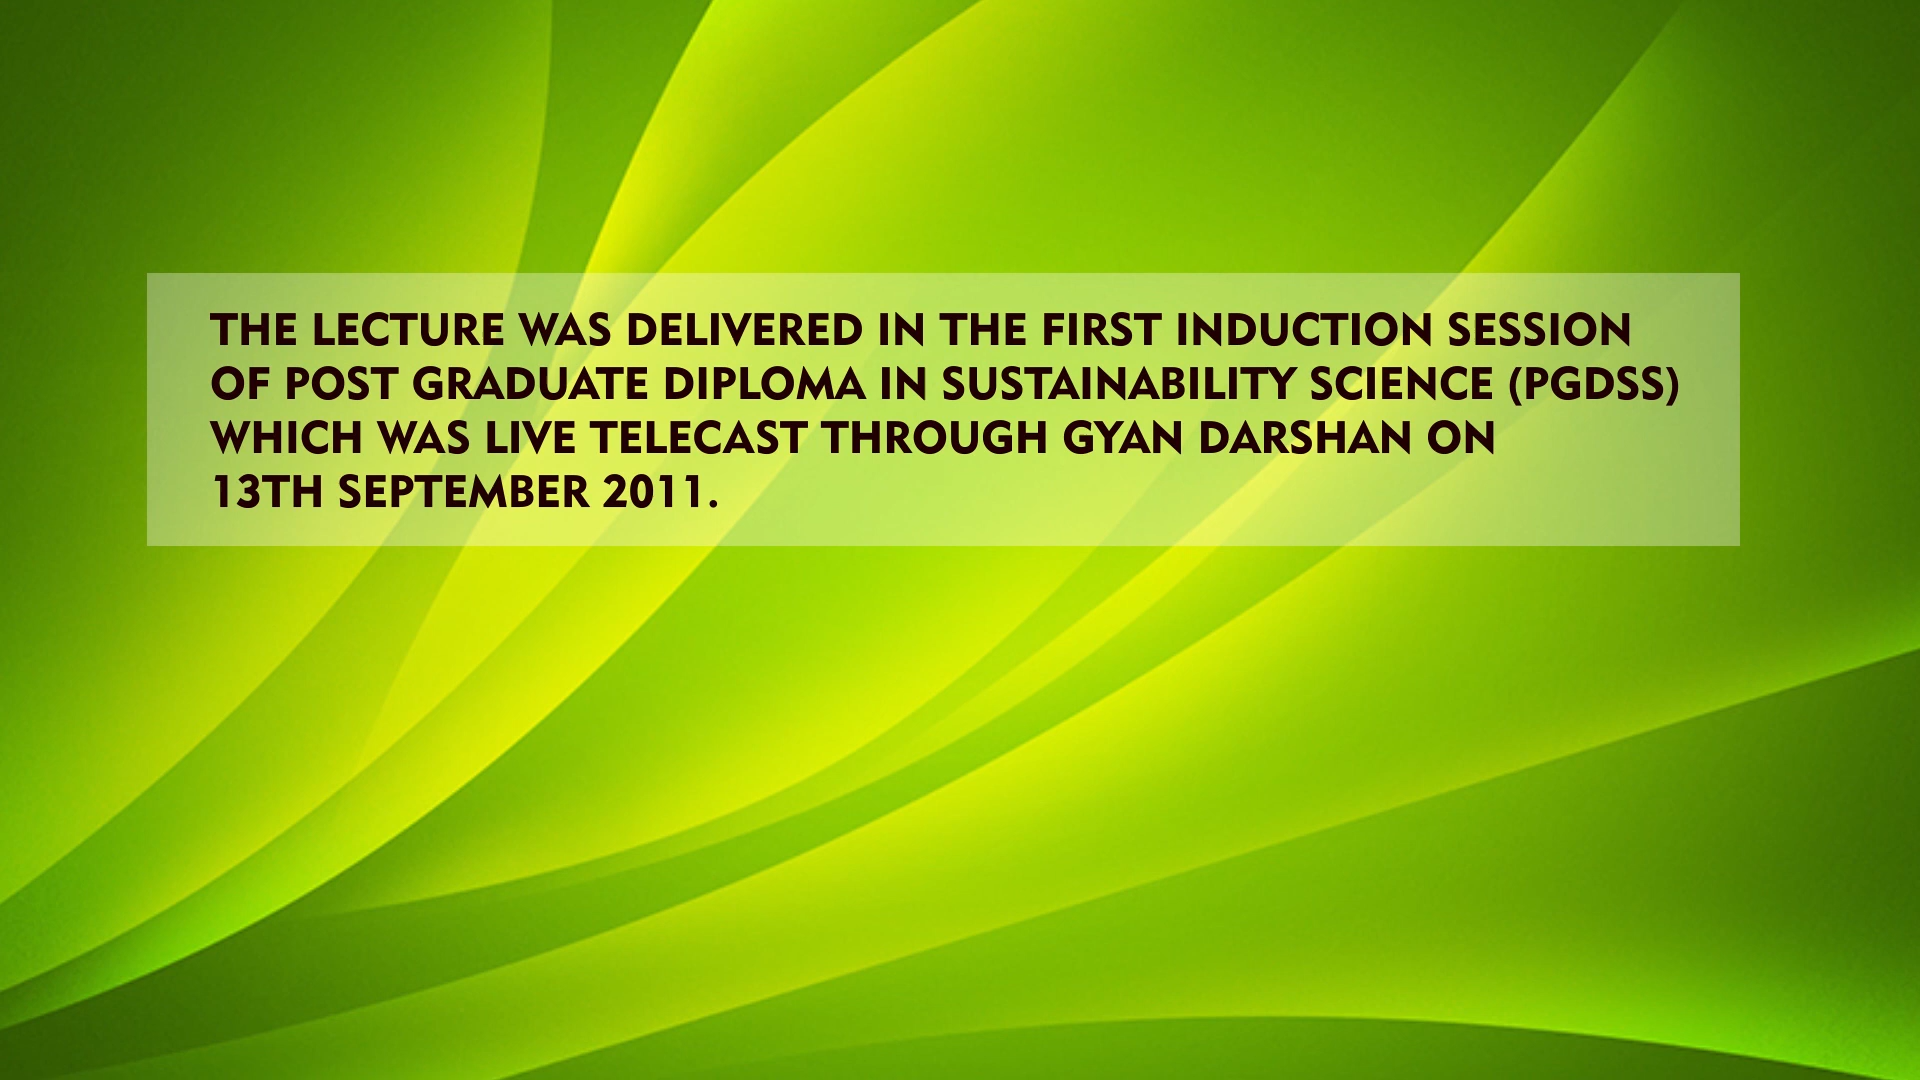 THE LECTURE WAS DELIVERED IN THE FIRST INDUCTION SESSION
OF POST GRADUATE DIPLOMA IN SUSTAINABILITY SCIENCE (PGDSS)
WHICH WAS LIVE TELECAST THROUGH GYAN DARSHAN ON
13TH SEPTEMBER 2011.